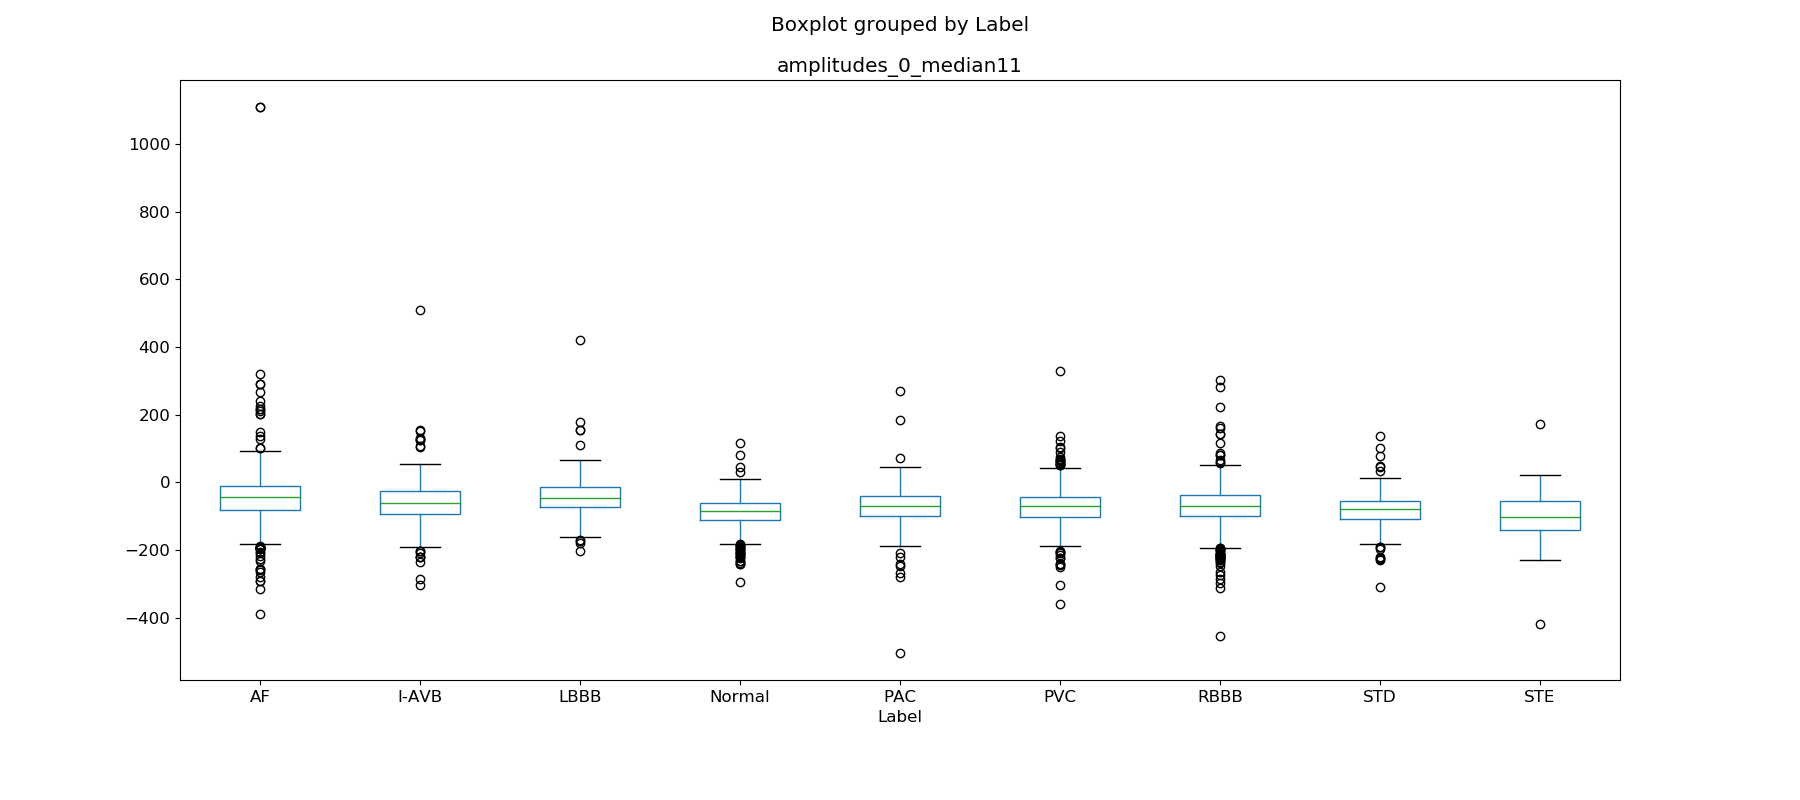 Boxplot grouped by Label
amplitudes_0_median11
1000
800
600
400
200
0
−200
−400
AF I-AVB LBBB Normal PAC PVC RBBB STD STE
Label